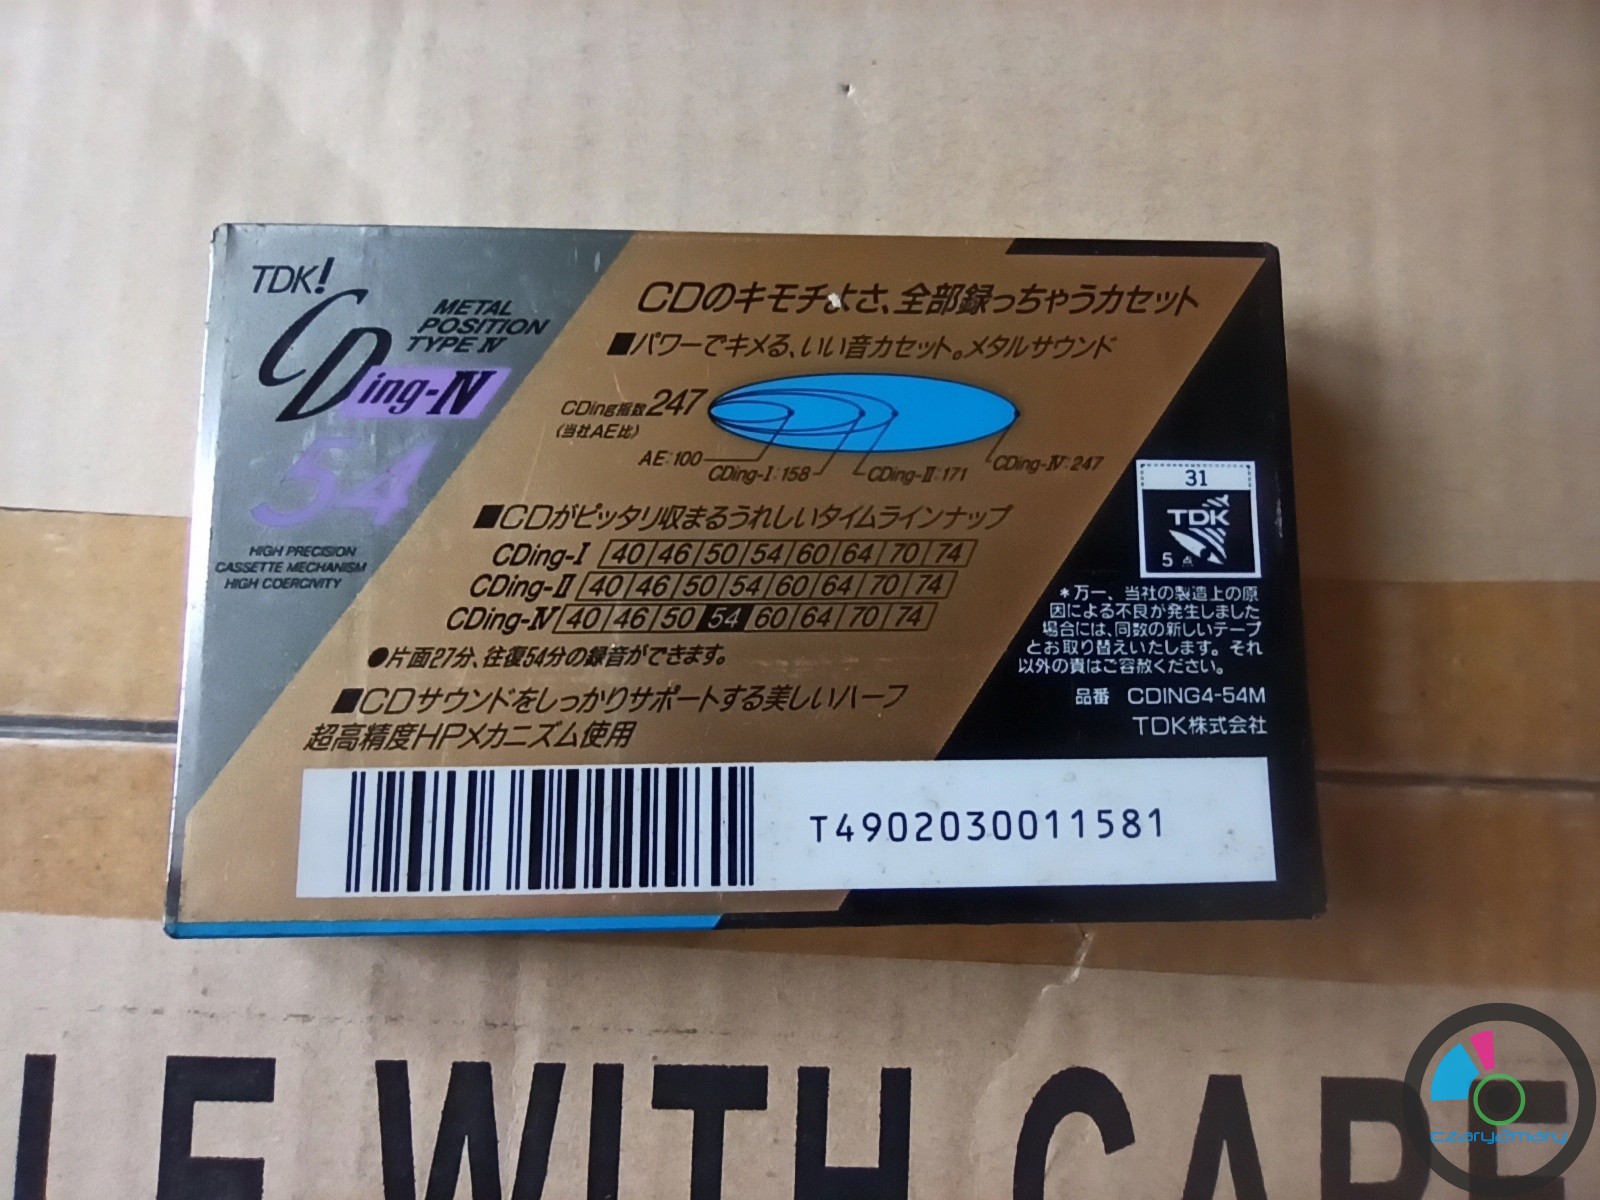 TDK!
CDing-IV
METAL
POSITION
TYPE IV
54
HIGH PRECISION
CASSETTE MECHANISM
HIGH COERCIVITY
CDのキモチよさ、全部録っちゃうカセット
■パワーでキメる、いい音カセット。メタルサウンド
CDing指数247
(当社AE比)
AE:100
CDing-I:158
CDing-II:171
CDing-IV:247
■CDがピッタリ収まるうれしいタイムラインナップ
CDing-I 40 46 50 54 60 64 70 74
CDing-II 40 46 50 54 60 64 70 74
CDing-IV 40 46 50 54 60 64 70 74
●片面27分、往復54分の録音ができます。
■CDサウンドをしっかりサポートする美しいハーフ
超高精度HPメカニズム使用
31
TDK
5点
*万一、当社の製造上の原
因による不良が発生しました
場合には、同数の新しいテープ
とお取り替えいたします。それ
以外の責はご容赦ください。
品番 CDING4-54M
TDK株式会社
T4902030011581
LE WITH CARE
czarydmary